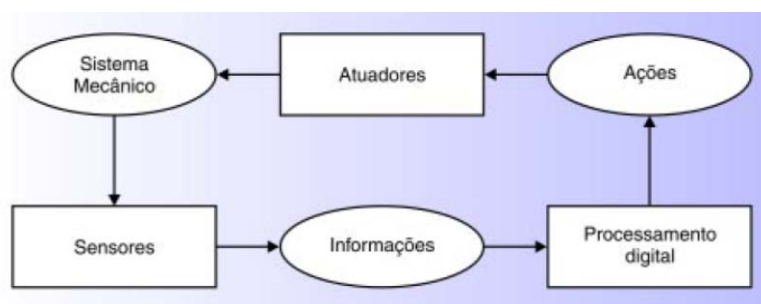 Sistema
Mecânico
Atuadores
Ações
Sensores
Informações
Processamento
digital